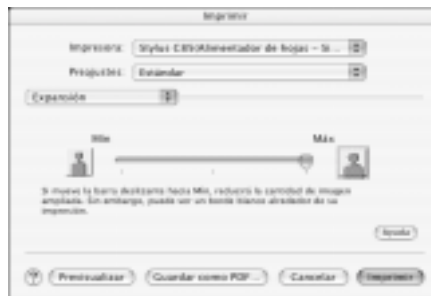 Imprimir
Impresora: Stylus C86(Alimentador de hojas - Si...
Preajustes: Estándar
Expansión
Mín Máx
Si mueve la barra deslizante hacia Mín, reducirá la cantidad de imagen
ampliada. Sin embargo, puede ver un borde blanco alrededor de su
impresión.
Ayuda
? Previsualizar Guardar como PDF... Cancelar Imprimir